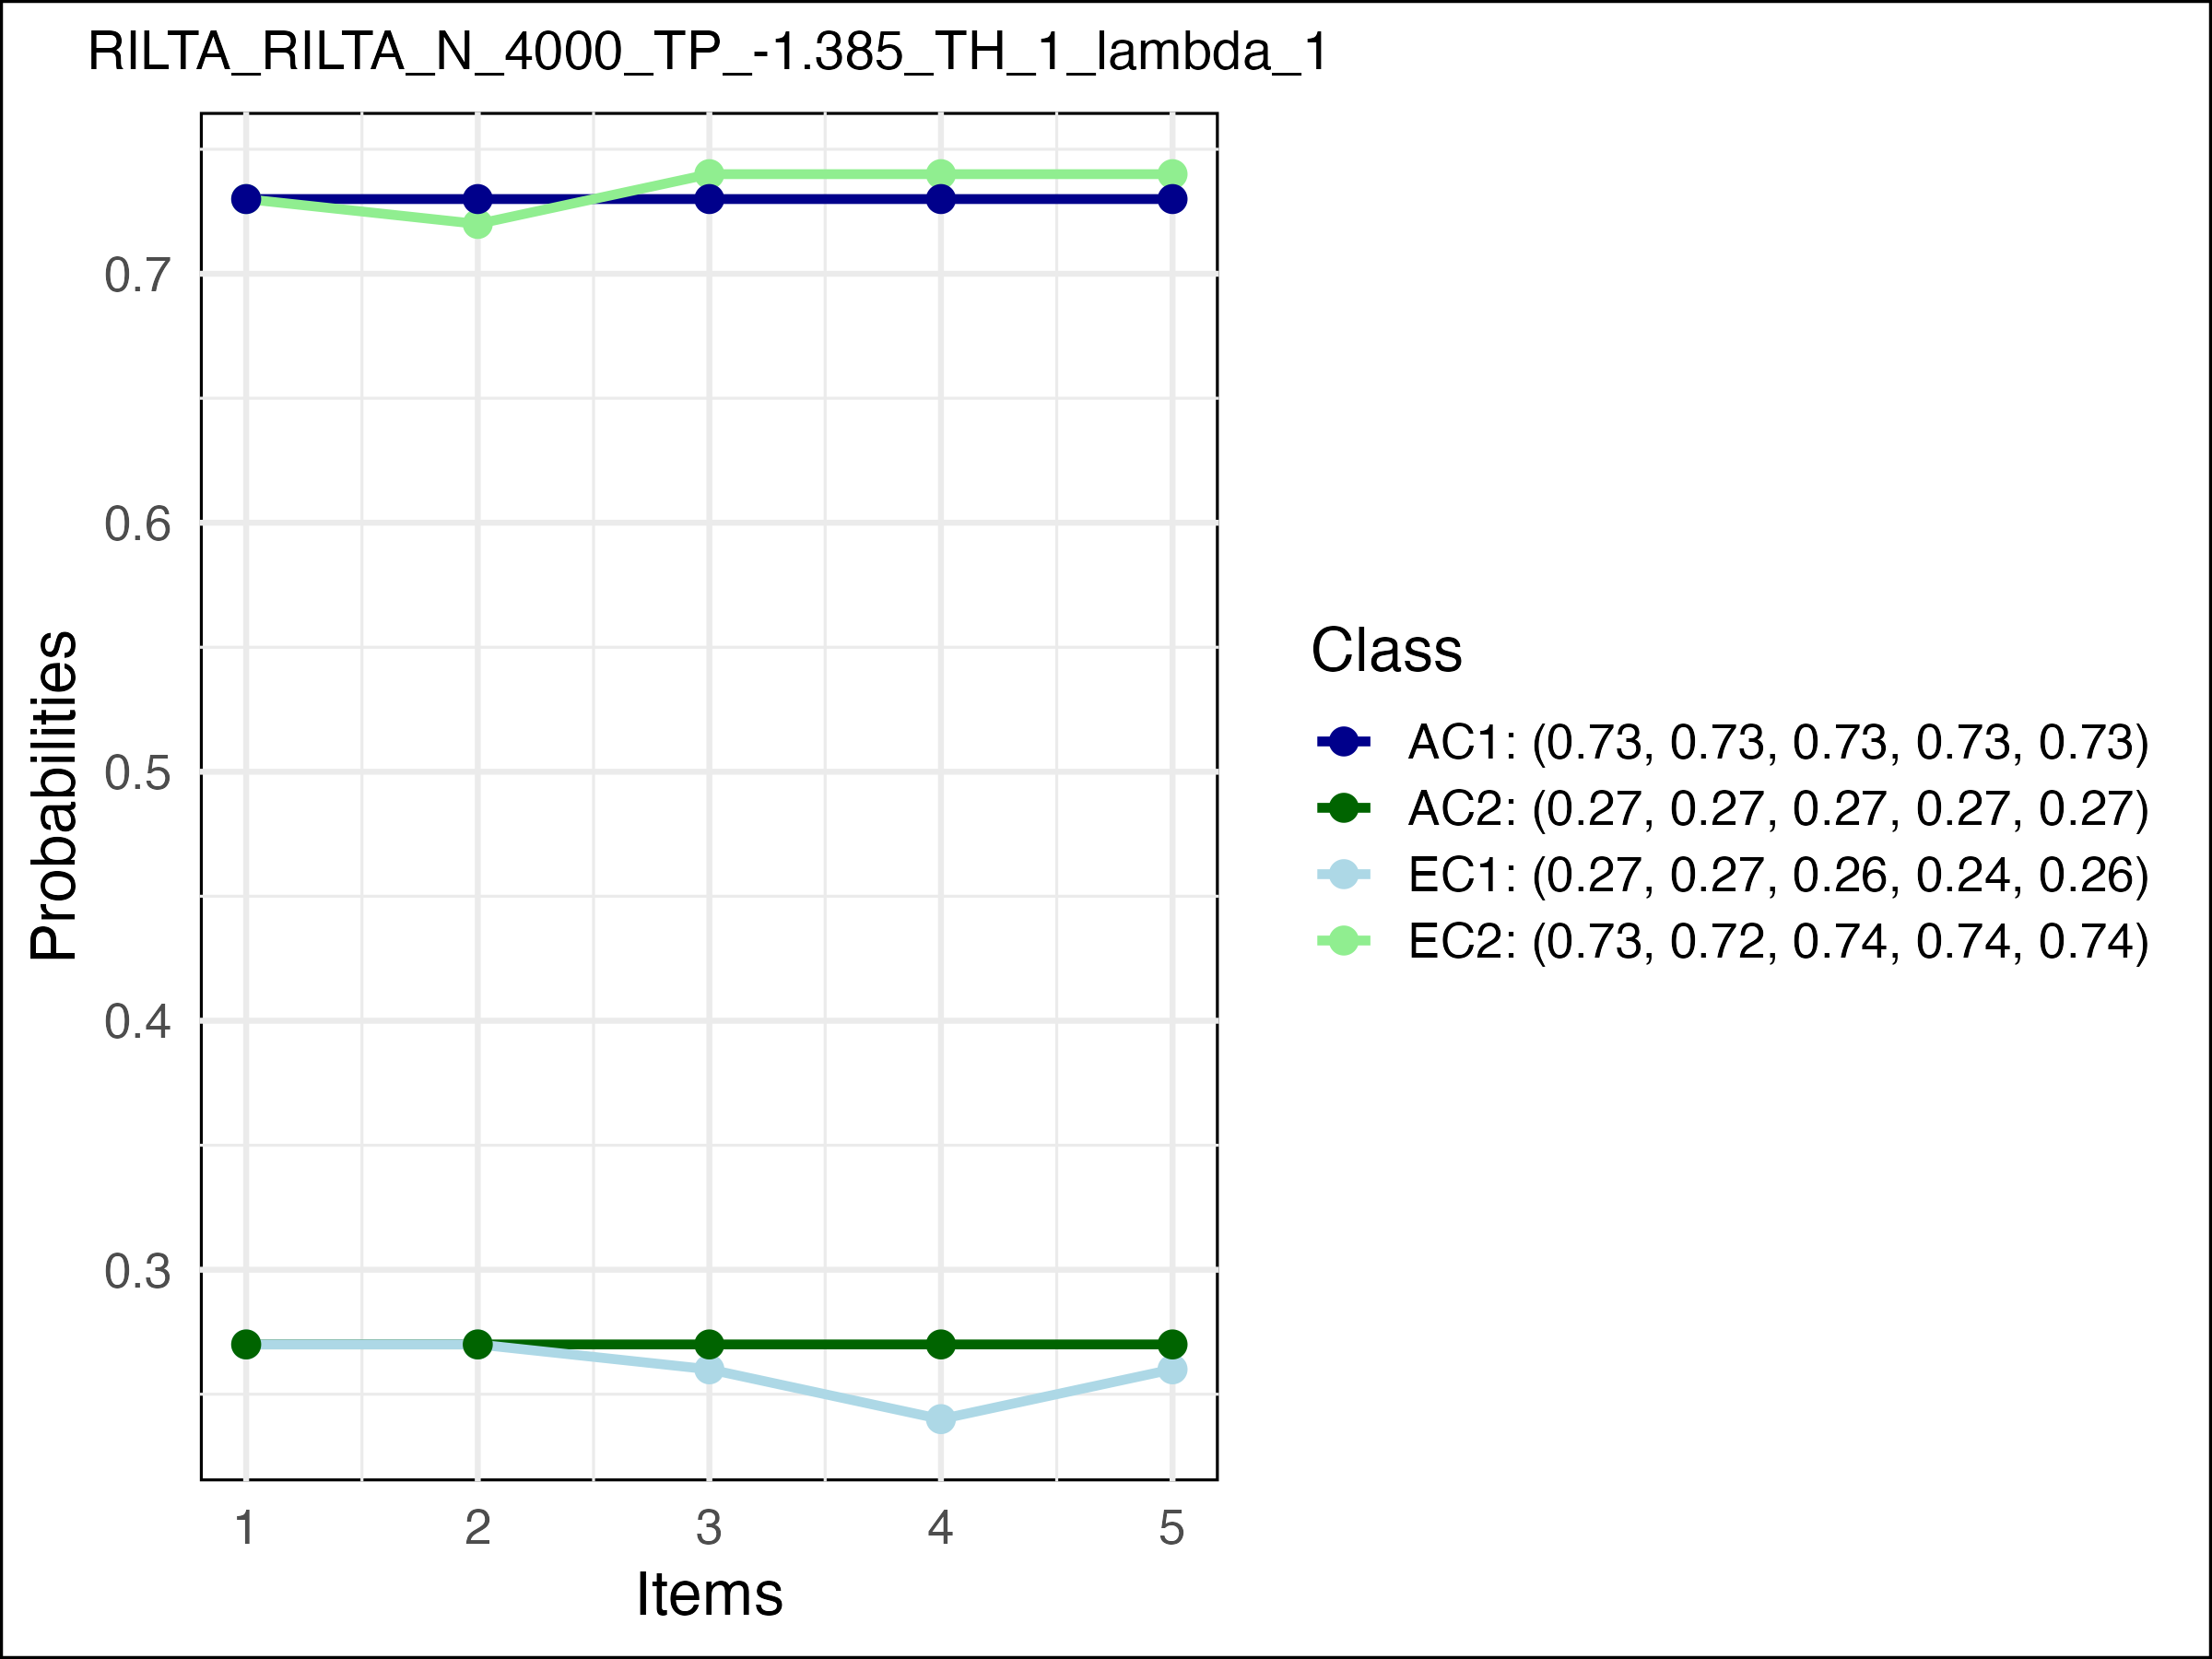 RILTA_RILTA_N_4000_TP_-1.385_TH_1_lambda_1
Probabilities
0.7
0.6
0.5
0.4
0.3
1 2 3 4 5
Items
Class
AC1: (0.73, 0.73, 0.73, 0.73, 0.73)
AC2: (0.27, 0.27, 0.27, 0.27, 0.27)
EC1: (0.27, 0.27, 0.26, 0.24, 0.26)
EC2: (0.73, 0.72, 0.74, 0.74, 0.74)